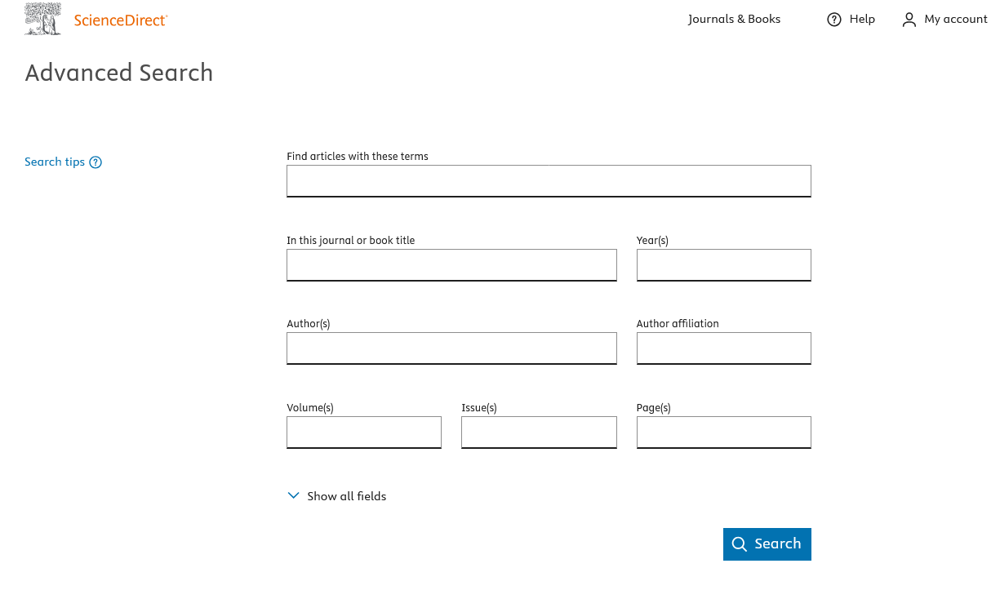 ScienceDirect
Journals & Books
Help
My account
Advanced Search
Search tips
Find articles with these terms
In this journal or book title
Year(s)
Author(s)
Author affiliation
Volume(s)
Issue(s)
Page(s)
Show all fields
Search